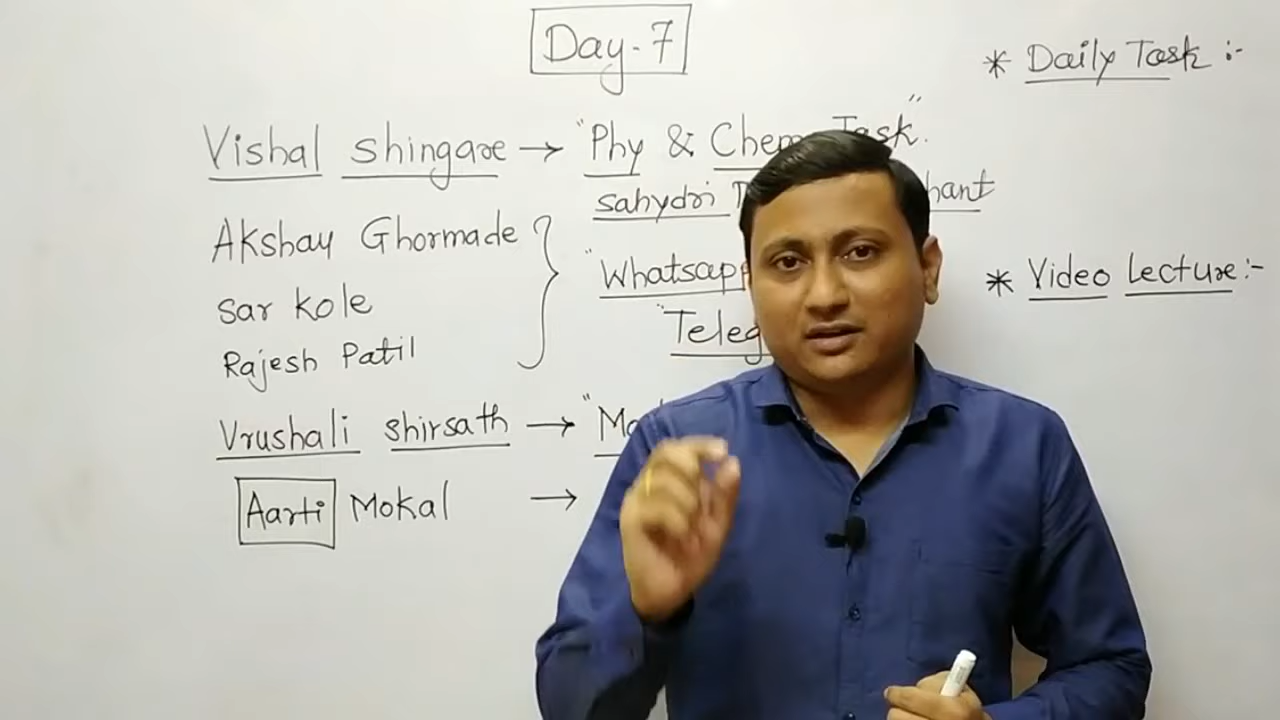 Day-7
* Daily Task :-
Vishal Shingare → "Phy & Chem Task".
Sahydri
Akshay Ghormade
"Whatsapp
* Video Lecture:-
Sar Kole
Rajesh Patil
Vrushali Shirsath →
Aarti Mokal →